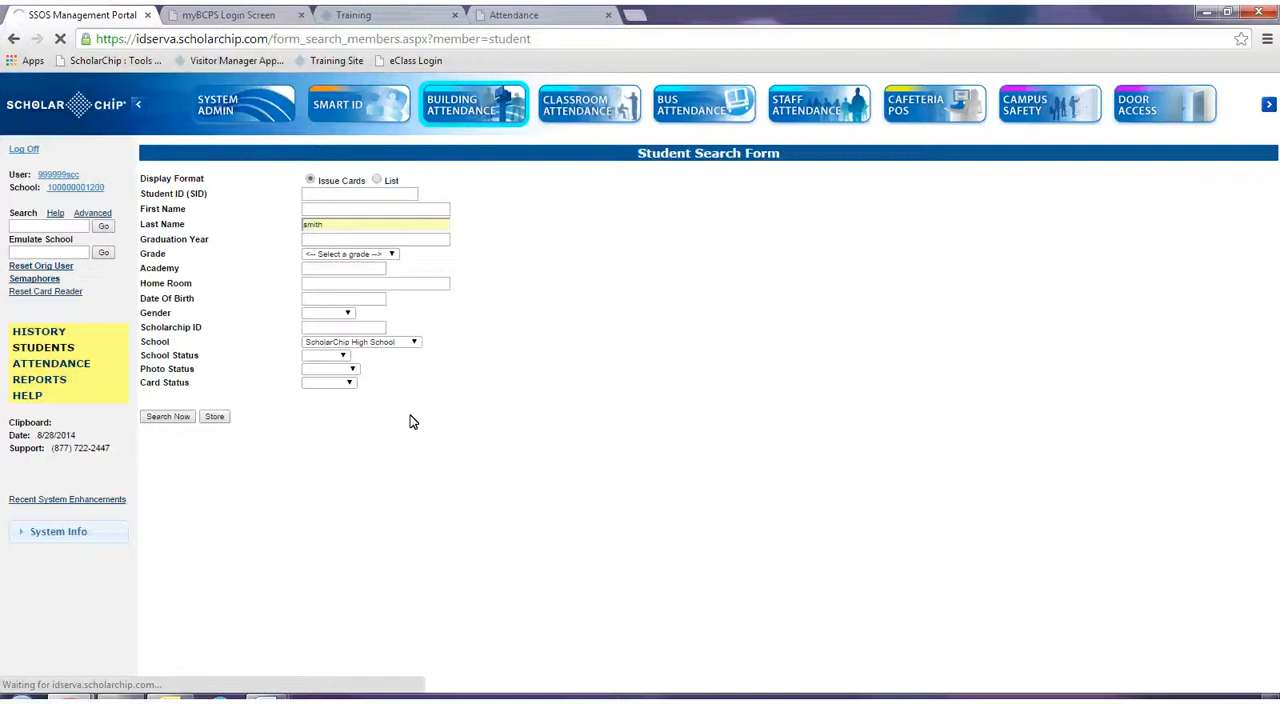 SSOS Management Portal
myBCPS Login Screen
Training
Attendance
https://idserva.scholarchip.com/form_search_members.aspx?member=student
Apps
ScholarChip : Tools ...
Visitor Manager App...
Training Site
eClass Login
SCHOLAR CHIP
SYSTEM ADMIN
SMART ID
BUILDING ATTENDANCE
CLASSROOM ATTENDANCE
BUS ATTENDANCE
STAFF ATTENDANCE
CAFETERIA POS
CAMPUS SAFETY
DOOR ACCESS
Log Off
User: 999999scc
School: 100000001200
Search Help Advanced
Go
Emulate School
Go
Reset Orig User
Semaphores
Reset Card Reader
HISTORY
STUDENTS
ATTENDANCE
REPORTS
HELP
Clipboard:
Date: 8/28/2014
Support: (877) 722-2447
Recent System Enhancements
System Info
Student Search Form
Display Format Issue Cards List
Student ID (SID)
First Name
Last Name smith
Graduation Year
Grade <-- Select a grade -->
Academy
Home Room
Date Of Birth
Gender
Scholarchip ID
School ScholarChip High School
School Status
Photo Status
Card Status
Search Now Store
Waiting for idserva.scholarchip.com...